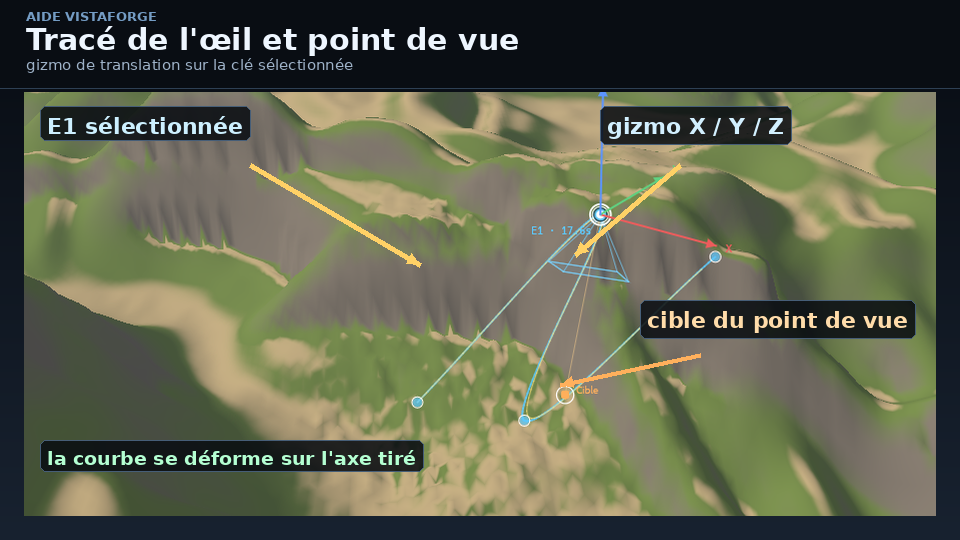 AIDE VISTAFORGE
Tracé de l'œil et point de vue
gizmo de translation sur la clé sélectionnée
E1 sélectionnée
gizmo X / Y / Z
E1 · 17.6s
X
cible du point de vue
Cible
la courbe se déforme sur l'axe tiré